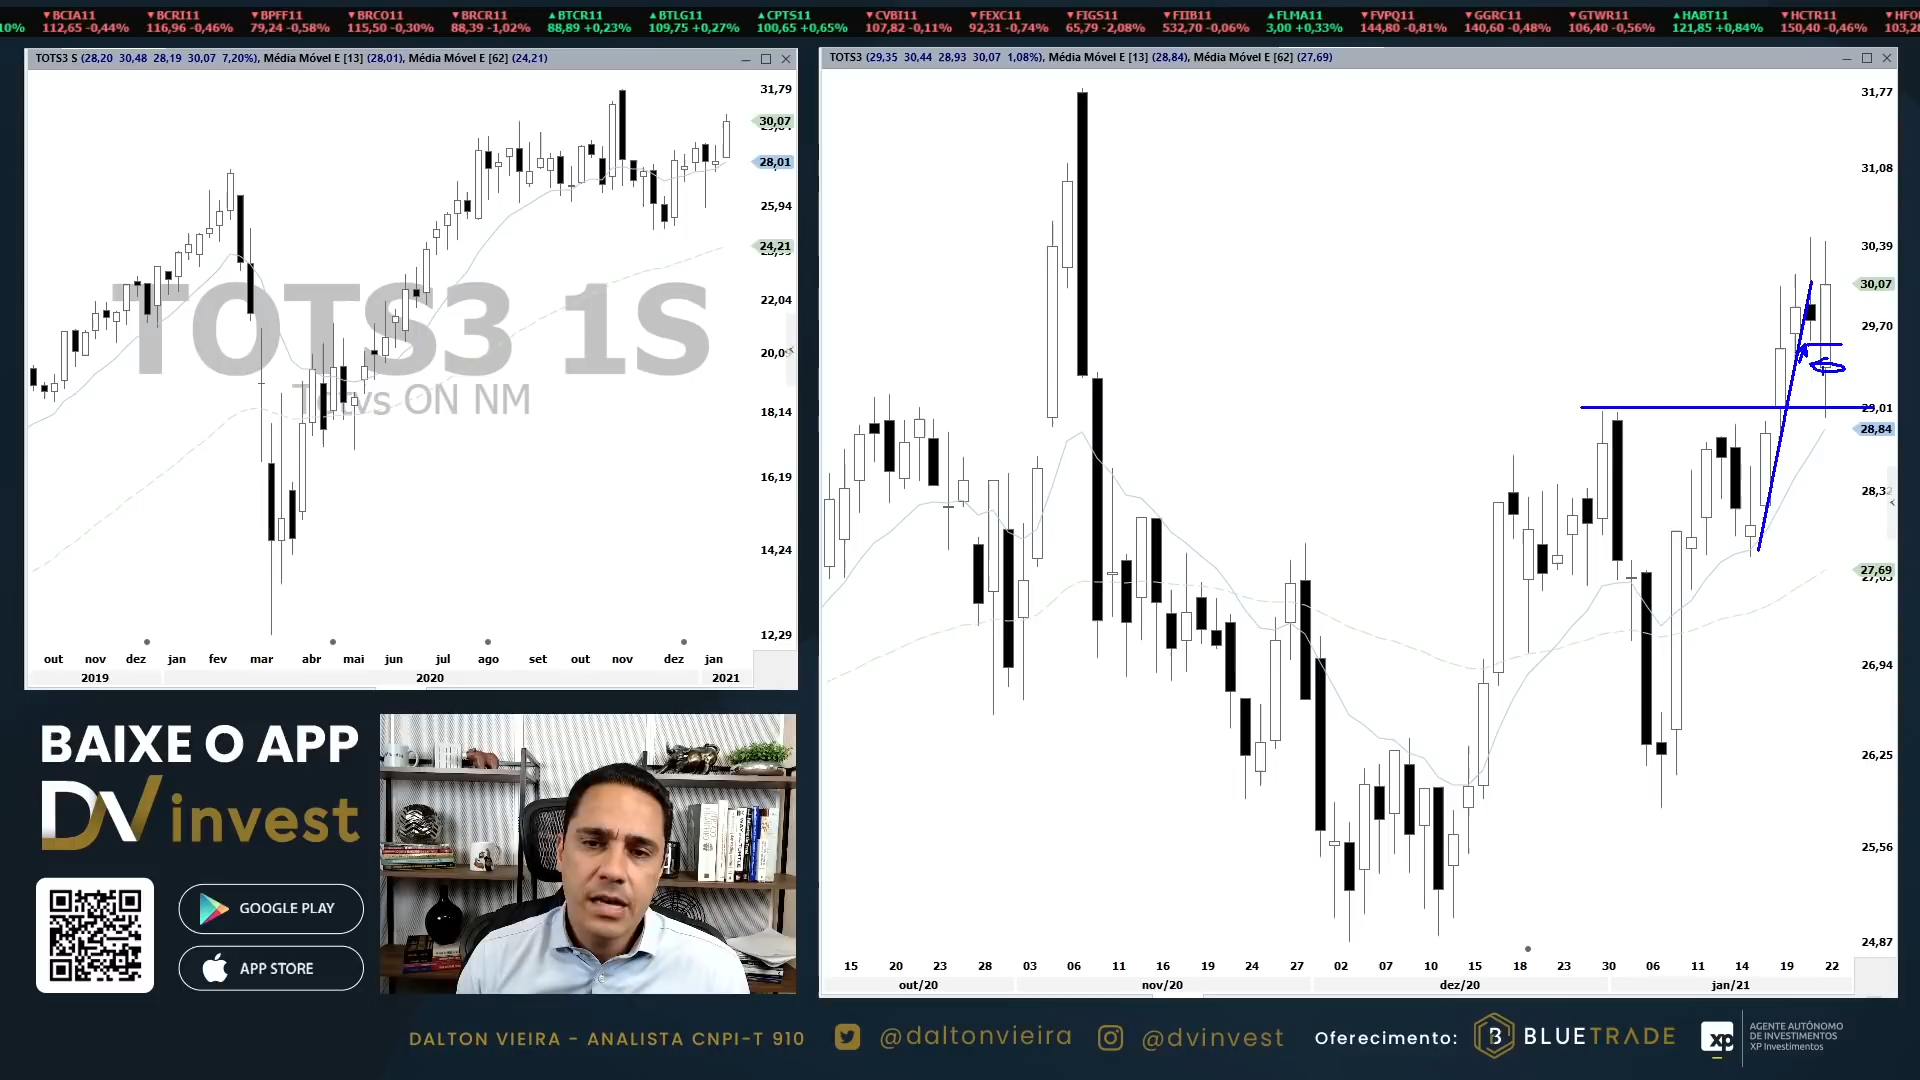 10%
▼BCIA11
112,65 -0,44%
▼BCRI11
116,96 -0,46%
▼BPFF11
79,24 -0,58%
▼BRCO11
115,50 -0,30%
▼BRCR11
88,39 -1,02%
▲BTCR11
88,89 +0,23%
▲BTLG11
109,75 +0,27%
▲CPTS11
100,65 +0,65%
▼CVBI11
107,82 -0,11%
▼FEXC11
92,31 -0,74%
▼FIGS11
65,79 -2,08%
▼FIIB11
532,70 -0,06%
▲FLMA11
3,00 +0,33%
▼FVPQ11
144,80 -0,81%
▼GGRC11
140,60 -0,48%
▼GTWR11
106,40 -0,56%
▲HABT11
121,85 +0,84%
▼HCTR11
150,40 -0,46%
TOTS3 S (28,20 30,48 28,19 30,07 7,20%), Média Móvel E [13] (28,01), Média Móvel E [62] (24,21)
31,79
30,07
28,01
25,94
24,21
22,04
18,14
16,19
14,24
12,29
TOTS3 1S
Totvs ON NM
out nov dez jan fev mar abr mai jun jul ago set out nov dez jan
2019 2020 2021
TOTS3 (29,35 30,44 28,93 30,07 1,08%), Média Móvel E [13] (28,84), Média Móvel E [62] (27,69)
31,77
31,08
30,39
30,07
29,70
29,01
28,84
28,32
27,69
26,94
26,25
25,56
24,87
15 20 23 28 03 06 11 16 19 24 27 02 07 10 15 18 23 30 06 11 14 19 22
out/20 nov/20 dez/20 jan/21
BAIXE O APP
DV invest
GOOGLE PLAY
APP STORE
DALTON VIEIRA - ANALISTA CNPI-T 910
@daltonvieira
@dvinvest
Oferecimento:
BLUETRADE
xp
AGENTE AUTÔNOMO
DE INVESTIMENTOS
XP Investimentos